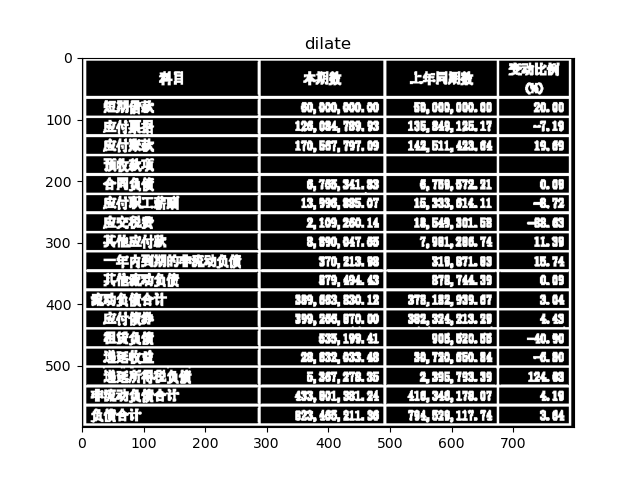 dilate
科目 本期数 上年同期数 变动比例(%)
短期借款 60,000,000.00 50,000,000.00 20.00
应付票据 126,084,789.93 135,849,125.17 -7.19
应付账款 170,567,797.09 142,511,423.64 19.69
预收款项
合同负债 6,765,341.83 6,759,572.21 0.09
应付职工薪酬 13,996,885.07 15,333,614.11 -8.72
应交税费 2,109,260.14 18,549,301.58 -88.63
其他应付款 8,890,047.65 7,981,286.74 11.39
一年内到期的非流动负债 370,213.98 319,871.83 15.74
其他流动负债 879,494.43 878,744.39 0.09
流动负债合计 389,663,830.12 378,182,939.67 3.04
应付债券 399,266,870.00 382,324,213.29 4.43
租赁负债 535,199.41 905,520.55 -40.90
递延收益 28,632,033.48 30,720,650.84 -6.80
递延所得税负债 5,367,278.35 2,395,793.39 124.03
非流动负债合计 433,801,381.24 416,346,178.07 4.19
负债合计 823,465,211.36 794,529,117.74 3.64
0
100
200
300
400
500
0 100 200 300 400 500 600 700